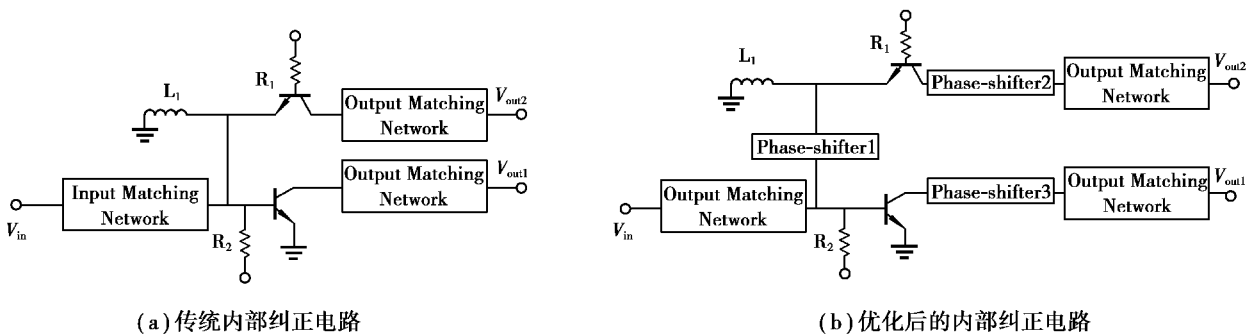 R1
L1
Output Matching
Network
Vout2
Input Matching
Network
Output Matching
Network
Vout1
Vin
R2
(a)传统内部纠正电路
R1
L1
Phase-shifter2
Output Matching
Network
Vout2
Phase-shifter1
Output Matching
Network
Phase-shifter3
Output Matching
Network
Vout1
Vin
R2
(b)优化后的内部纠正电路